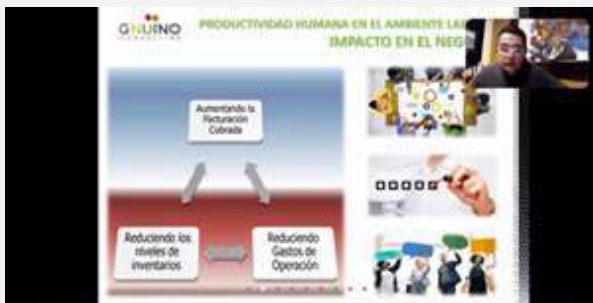 GNUINO
PRODUCTIVIDAD HUMANA EN EL AMBIENTE LA
IMPACTO EN EL NEG
Aumentando la
Facturación
Cobrada
Reduciendo los
niveles de
inventarios
Reduciendo
Gastos de
Operación